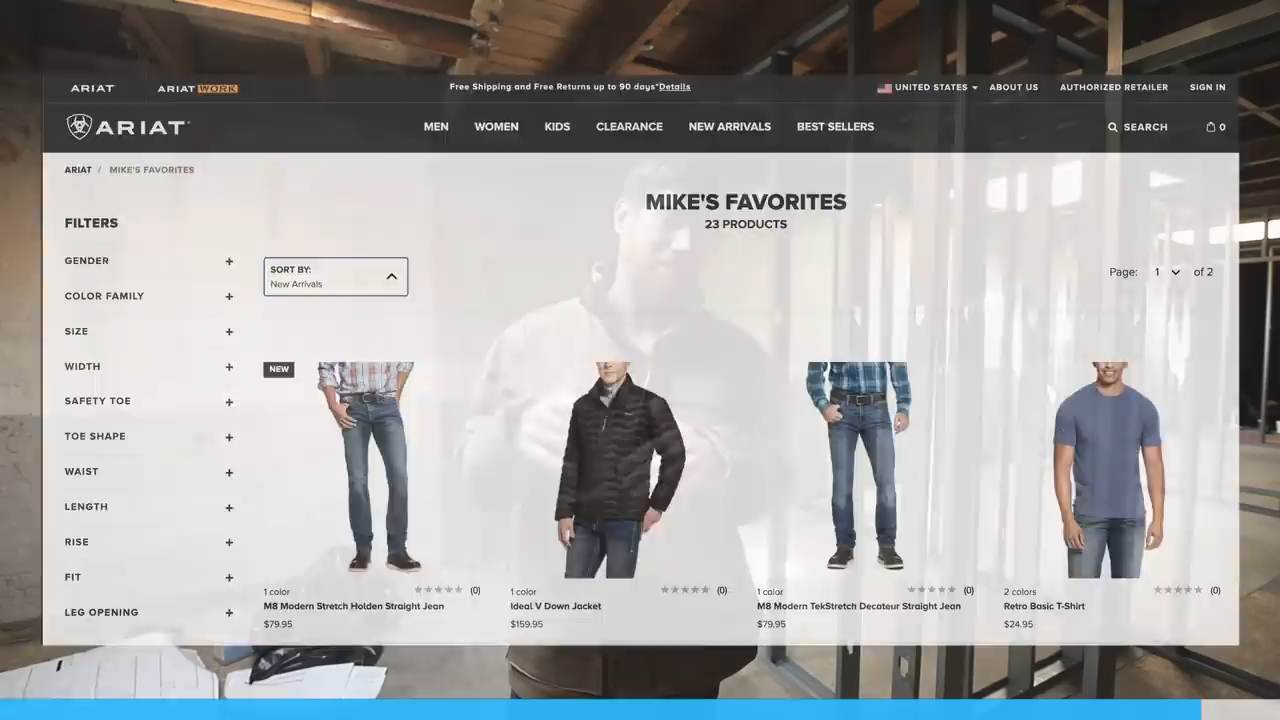 ARIAT
ARIAT WORK
Free Shipping and Free Returns up to 90 days*Details
UNITED STATES
ABOUT US
AUTHORIZED RETAILER
SIGN IN
ARIAT
MEN
WOMEN
KIDS
CLEARANCE
NEW ARRIVALS
BEST SELLERS
SEARCH
0
ARIAT / MIKE'S FAVORITES
MIKE'S FAVORITES
23 PRODUCTS
FILTERS
GENDER +
COLOR FAMILY +
SIZE +
WIDTH +
SAFETY TOE +
TOE SHAPE +
WAIST +
LENGTH +
RISE +
FIT +
LEG OPENING +
SORT BY:
New Arrivals
Page: 1 of 2
NEW
1 color (0)
M8 Modern Stretch Holden Straight Jean
$79.95
1 color (0)
Ideal V Down Jacket
$159.95
1 color (0)
M8 Modern TekStretch Decateur Straight Jean
$79.95
2 colors (0)
Retro Basic T-Shirt
$24.95